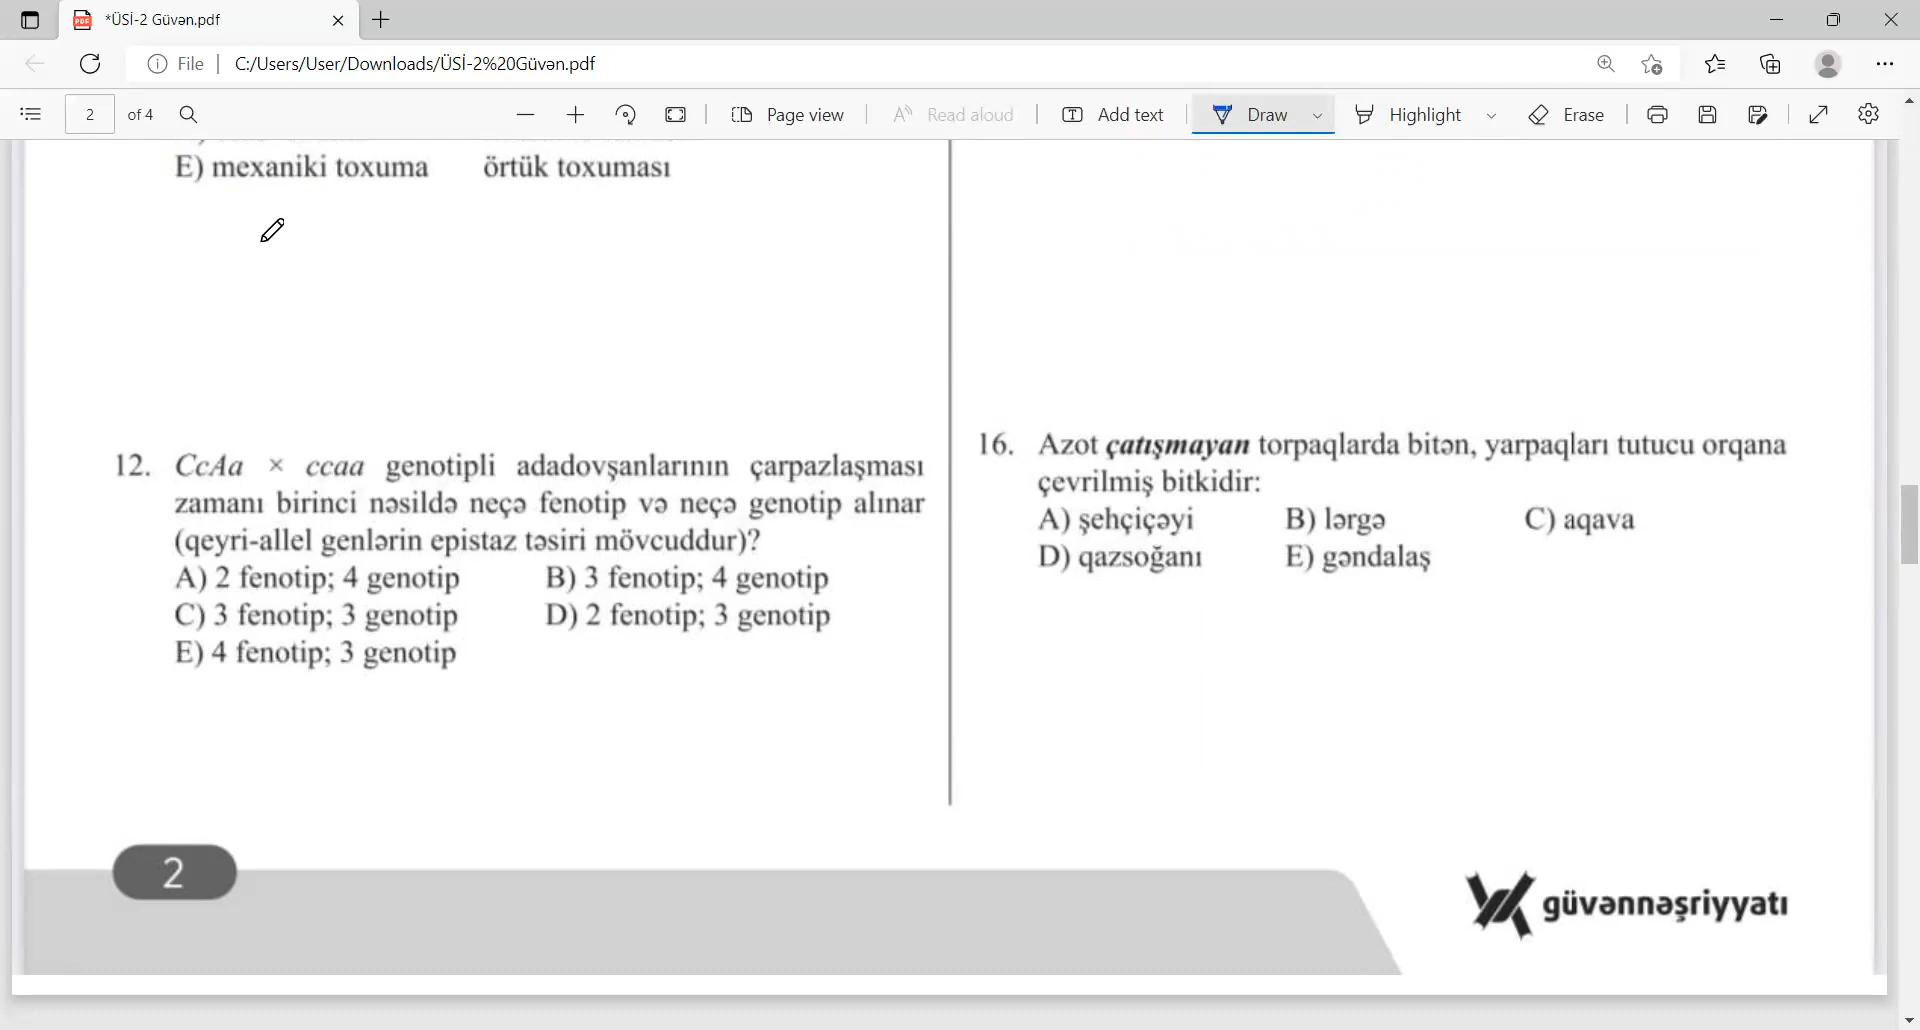 *ÜSİ-2 Güvən.pdf
File
C:/Users/User/Downloads/ÜSİ-2%20Güvən.pdf
2 of 4
Page view
Read aloud
Add text
Draw
Highlight
Erase
E) mexaniki toxuma örtük toxuması
12. CcAa × ccaa genotipli adadovşanlarının çarpazlaşması
zamanı birinci nəsildə neçə fenotip və neçə genotip alınar
(qeyri-allel genlərin epistaz təsiri mövcuddur)?
A) 2 fenotip; 4 genotip B) 3 fenotip; 4 genotip
C) 3 fenotip; 3 genotip D) 2 fenotip; 3 genotip
E) 4 fenotip; 3 genotip
16. Azot çatışmayan torpaqlarda bitən, yarpaqları tutucu orqana
çevrilmiş bitkidir:
A) şehçiçəyi B) lərgə C) aqava
D) qazsoğanı E) gəndalaş
2
güvənnəşriyyatı